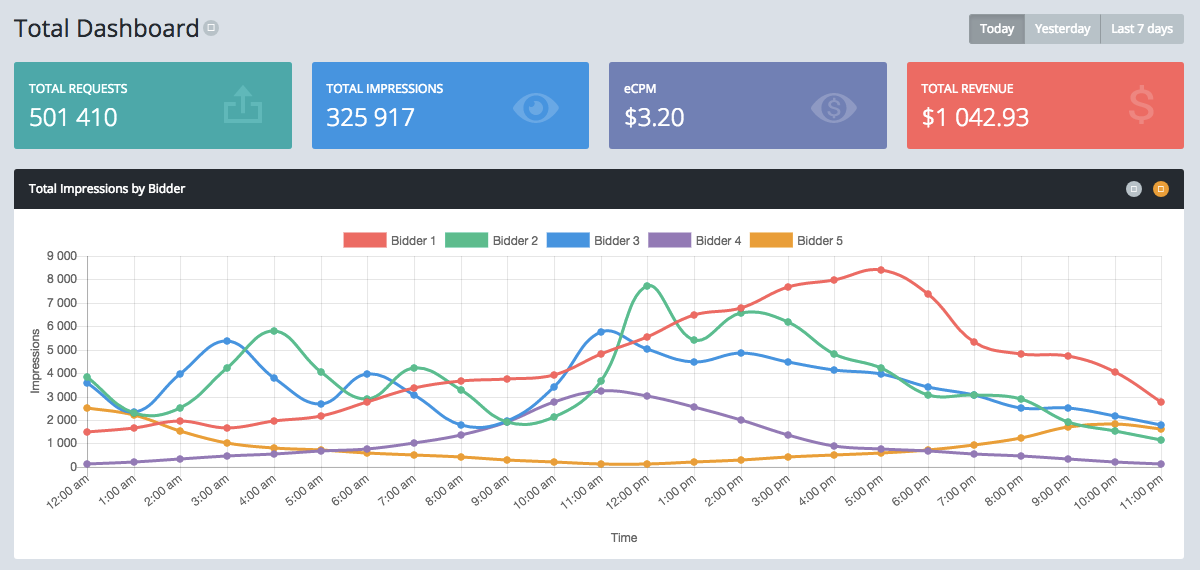 Total Dashboard
Today Yesterday Last 7 days
TOTAL REQUESTS
501 410
TOTAL IMPRESSIONS
325 917
eCPM
$3.20
TOTAL REVENUE
$1 042.93
Total Impressions by Bidder
Bidder 1 Bidder 2 Bidder 3 Bidder 4 Bidder 5
Impressions
9 000
8 000
7 000
6 000
5 000
4 000
3 000
2 000
1 000
0
12:00 am 1:00 am 2:00 am 3:00 am 4:00 am 5:00 am 6:00 am 7:00 am 8:00 am 9:00 am 10:00 am 11:00 am 12:00 pm 1:00 pm 2:00 pm 3:00 pm 4:00 pm 5:00 pm 6:00 pm 7:00 pm 8:00 pm 9:00 pm 10:00 pm 11:00 pm
Time